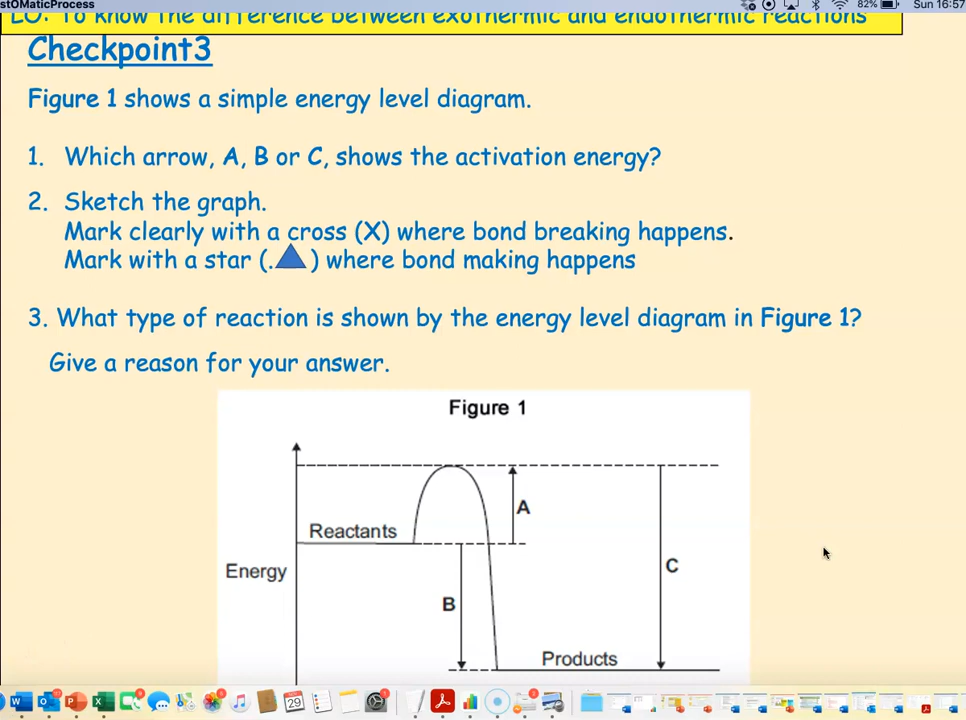 stOMaticProcess
82%
Sun 16:57
LO: To know the difference between exothermic and endothermic reactions
Checkpoint3
Figure 1 shows a simple energy level diagram.
1. Which arrow, A, B or C, shows the activation energy?
2. Sketch the graph.
Mark clearly with a cross (X) where bond breaking happens.
Mark with a star (. ) where bond making happens
3. What type of reaction is shown by the energy level diagram in Figure 1?
Give a reason for your answer.
Figure 1
A
Reactants
Energy
C
B
Products
29